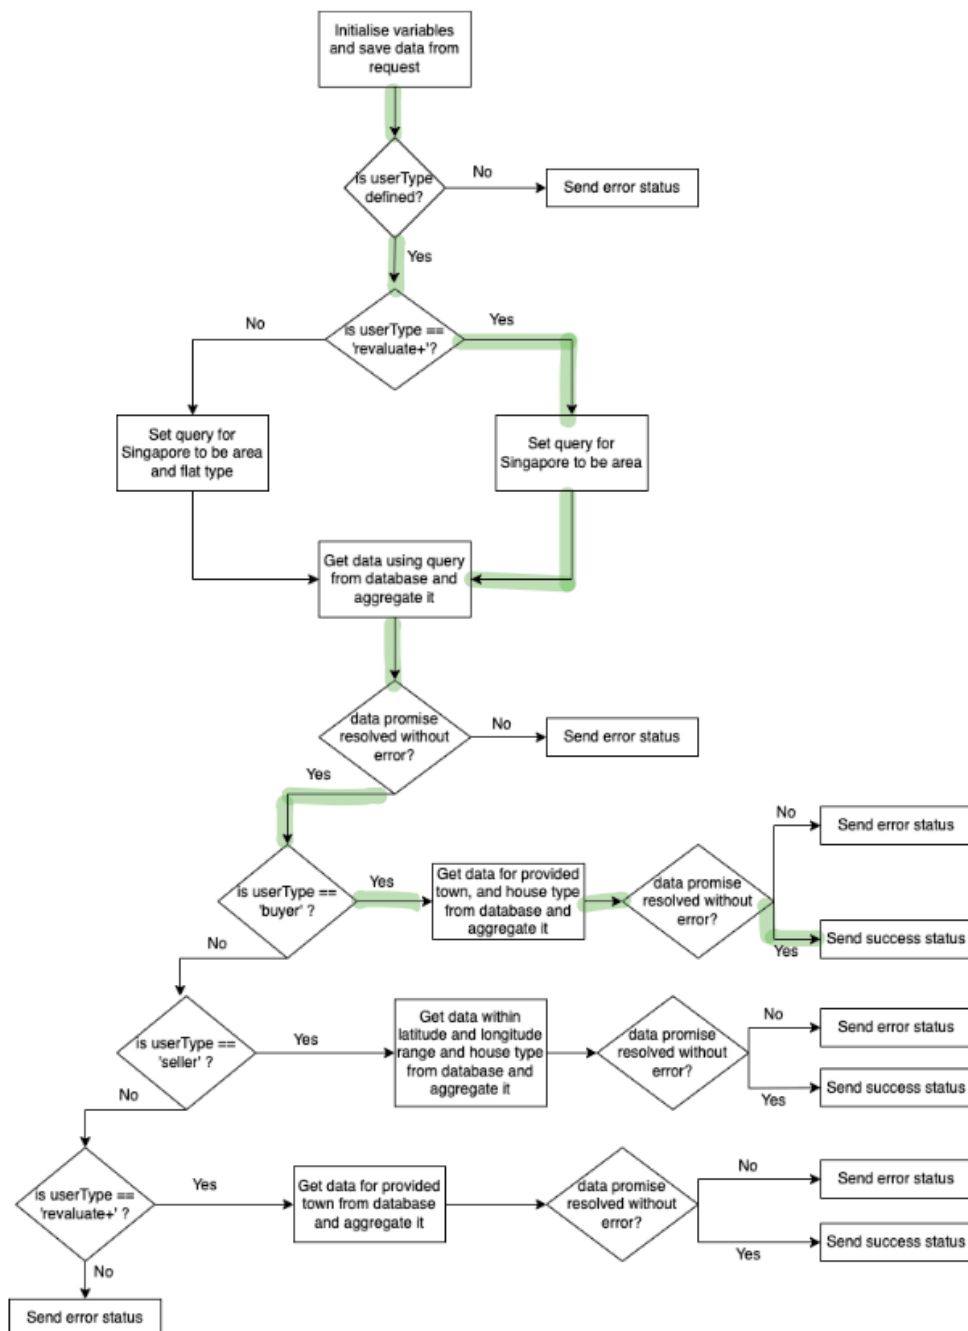 Initialise variables
and save data from
request
is userType
defined?
No
Send error status
Yes
is userType ==
'revaluate+'?
No
Yes
Set query for
Singapore to be area
and flat type
Set query for
Singapore to be area
Get data using query
from database and
aggregate it
data promise
resolved without
error?
No
Send error status
Yes
is userType ==
'buyer' ?
Yes
Get data for provided
town, and house type
from database and
aggregate it
data promise
resolved without
error?
No
Send error status
Yes
Send success status
No
is userType ==
'seller' ?
Yes
Get data within
latitude and longitude
range and house type
from database and
aggregate it
data promise
resolved without
error?
No
Send error status
Yes
Send success status
No
is userType ==
'revaluate+' ?
Yes
Get data for provided
town from database
and aggregate it
data promise
resolved without
error?
No
Send error status
Yes
Send success status
No
Send error status